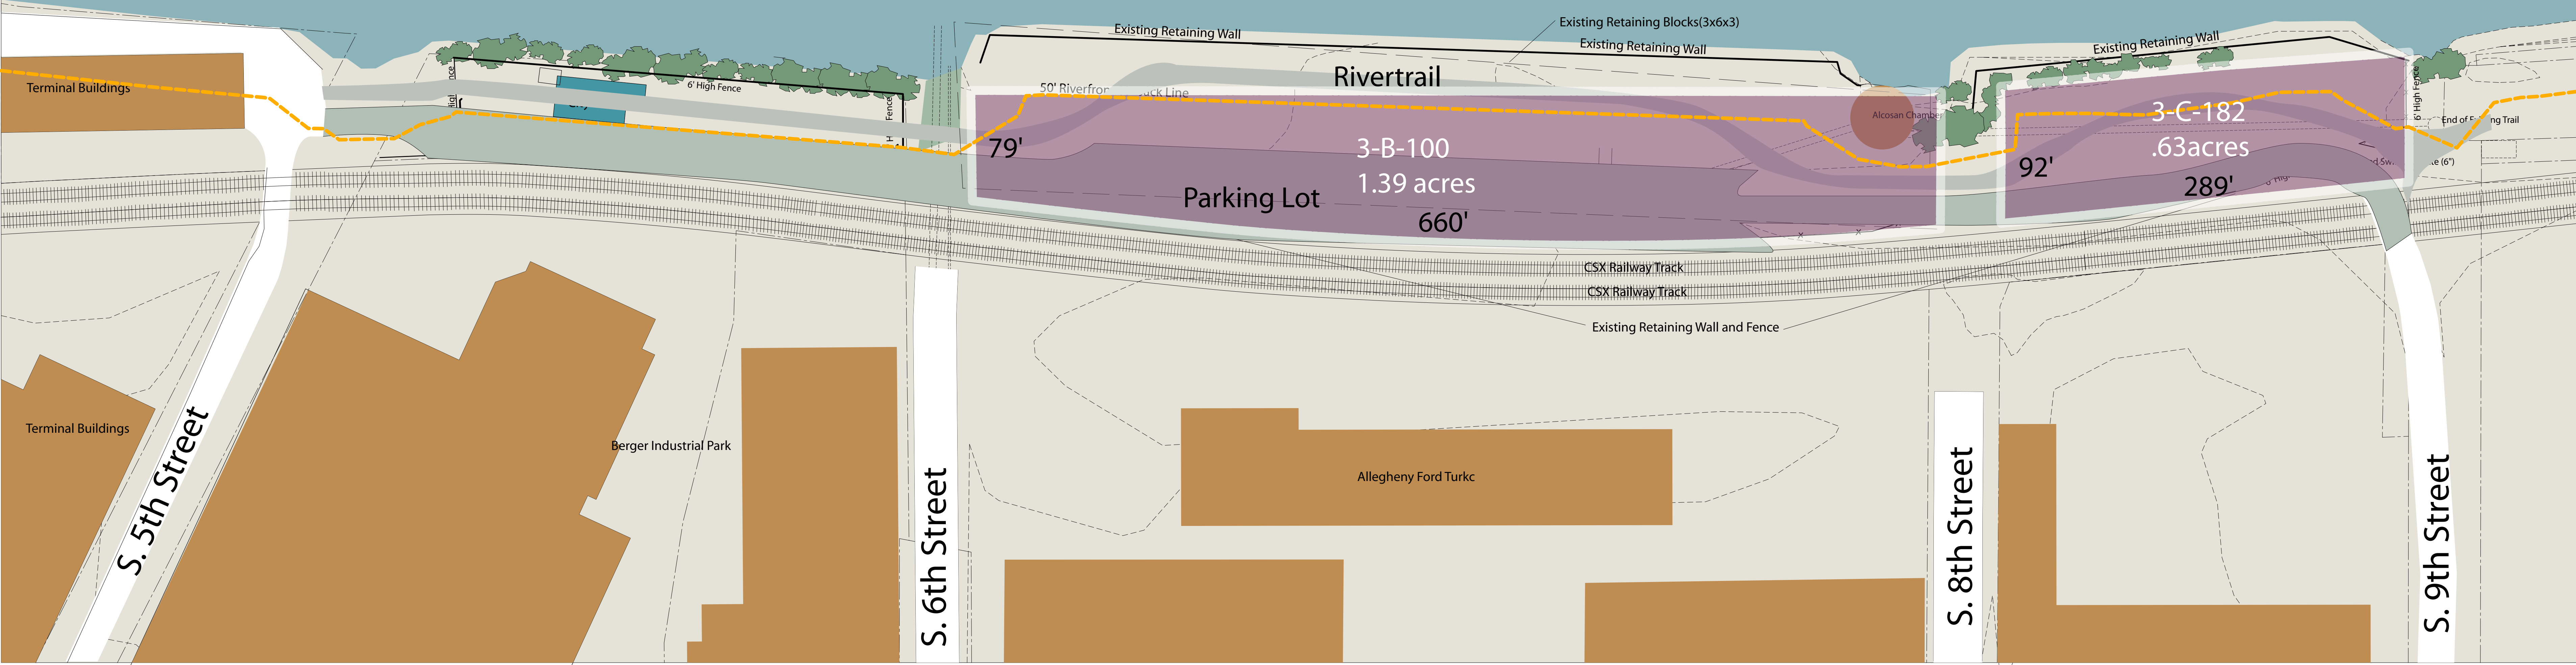 Existing Retaining Blocks(3x6x3)
Existing Retaining Wall
Existing Retaining Wall
Existing Retaining Wall
Rivertrail
Terminal Buildings
6' High Fence
50' Riverfron
ck Line
Fence
6' High Fence
Alcosan Chamber
End of
ng Trail
3-C-182
.63acres
79'
3-B-100
1.39 acres
92'
289'
te (6")
Parking Lot
660'
CSX Railway Track
CSX Railway Track
Existing Retaining Wall and Fence
Terminal Buildings
Berger Industrial Park
Allegheny Ford Turkc
S. 5th Street
S. 6th Street
S. 8th Street
S. 9th Street